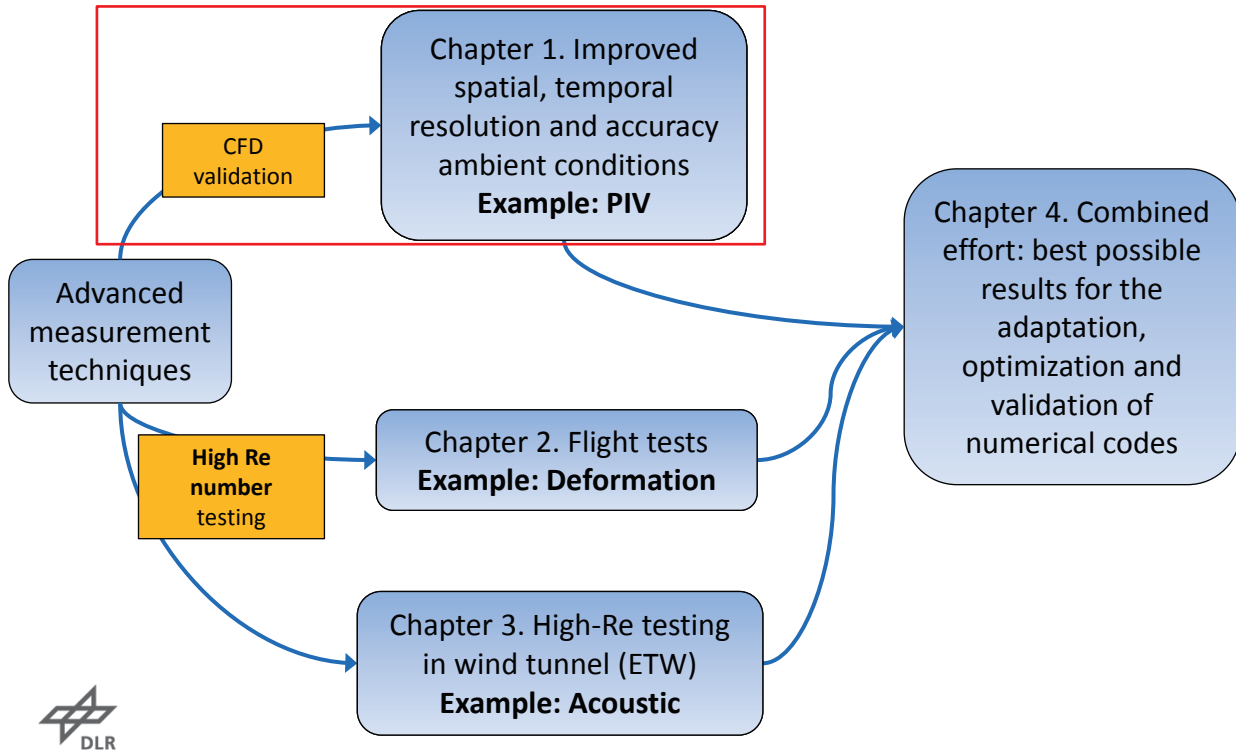 Chapter 1. Improved
spatial, temporal
resolution and accuracy
ambient conditions
Example: PIV
CFD
validation
Advanced
measurement
techniques
High Re
number
testing
Chapter 2. Flight tests
Example: Deformation
Chapter 3. High-Re testing
in wind tunnel (ETW)
Example: Acoustic
Chapter 4. Combined
effort: best possible
results for the
adaptation,
optimization and
validation of
numerical codes
DLR